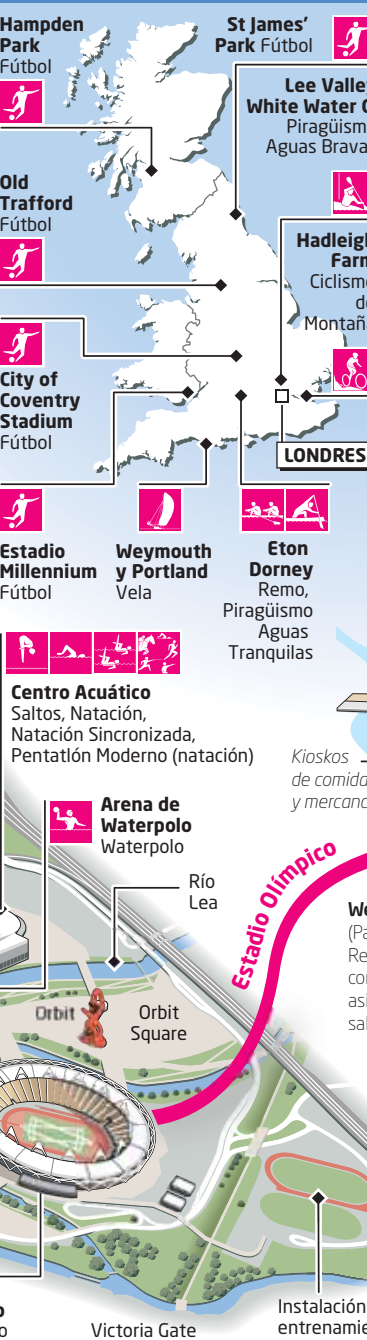 Hampden
Park
Fútbol
St James'
Park Fútbol
Lee Valley
White Water C
Piragüismo
Aguas Brava
Old
Trafford
Fútbol
Hadleigh
Farm
Ciclismo
de
Montaña
City of
Coventry
Stadium
Fútbol
LONDRES
Estadio
Millennium
Fútbol
Weymouth
y Portland
Vela
Eton
Dorney
Remo,
Piragüismo
Aguas
Tranquilas
Centro Acuático
Saltos, Natación,
Natación Sincronizada,
Pentatlón Moderno (natación)
Kioskos
de comida
y mercanc
Arena de
Waterpolo
Waterpolo
Río
Lea
Estadio Olímpico
We
(Pa
Re
con
asi
sal
Orbit
Orbit
Square
Instalación
entrenamie
o
o
Victoria Gate